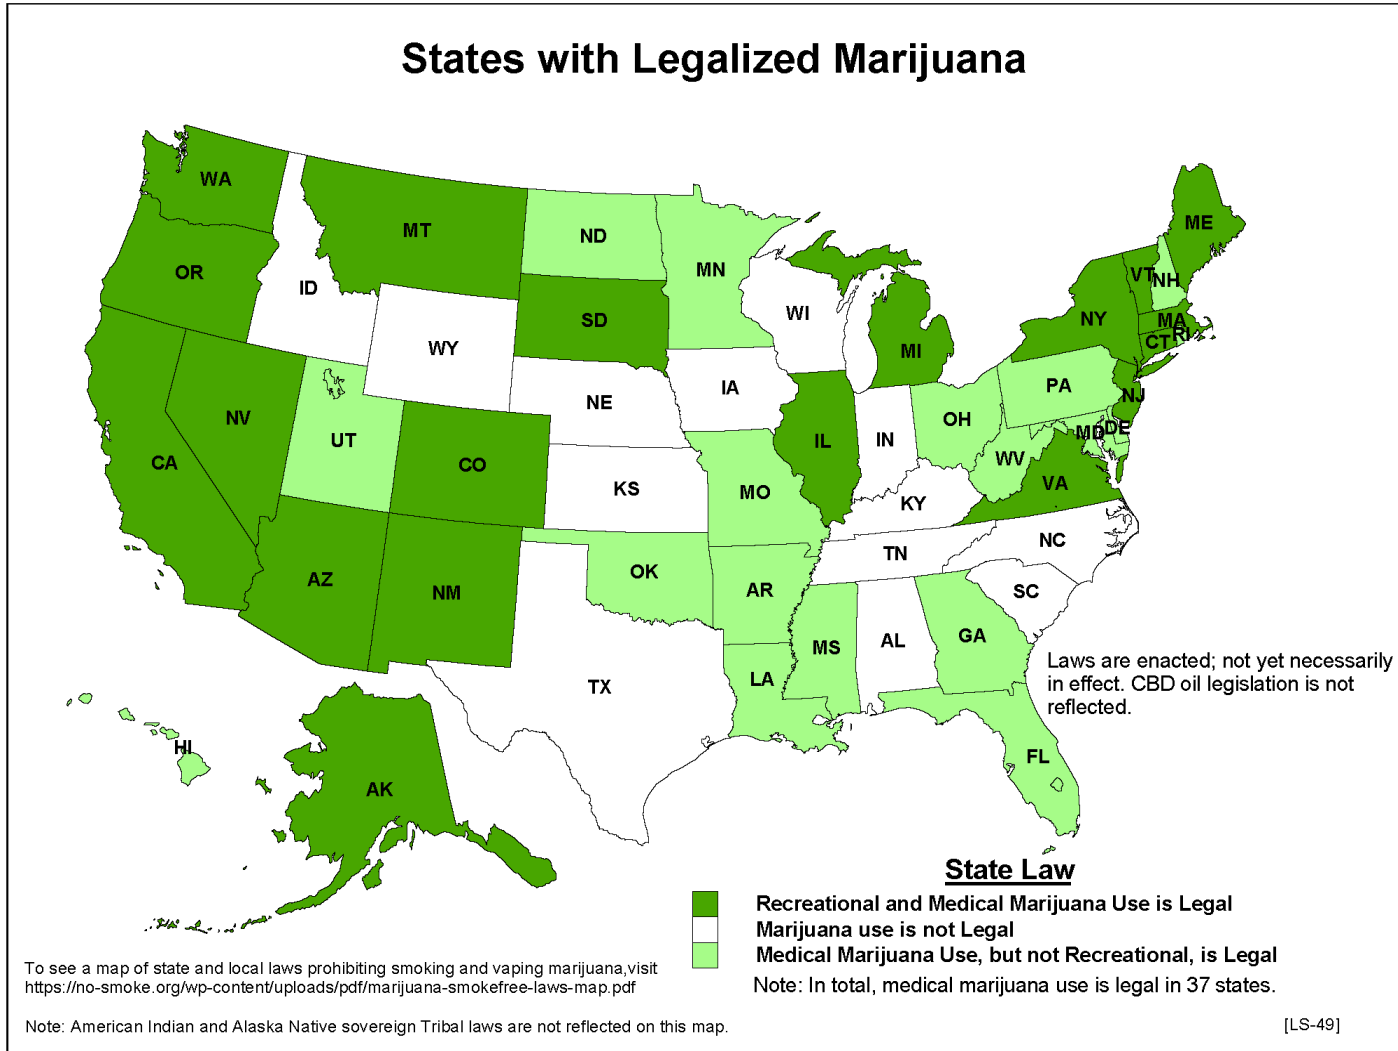 States with Legalized Marijuana
WA
MT
ND
MN
ME
OR
ID
SD
WI
VT
NH
NY
MA
RI
CT
WY
MI
NE
IA
PA
NJ
NV
UT
CA
CO
IL
IN
OH
MD
DE
WV
VA
KS
MO
KY
NC
TN
AZ
NM
OK
AR
SC
MS
AL
GA
LA
TX
HI
AK
FL
Laws are enacted; not yet necessarily
in effect. CBD oil legislation is not
reflected.
State Law
Recreational and Medical Marijuana Use is Legal
Marijuana use is not Legal
Medical Marijuana Use, but not Recreational, is Legal
Note: In total, medical marijuana use is legal in 37 states.
To see a map of state and local laws prohibiting smoking and vaping marijuana,visit
https://no-smoke.org/wp-content/uploads/pdf/marijuana-smokefree-laws-map.pdf
Note: American Indian and Alaska Native sovereign Tribal laws are not reflected on this map.
[LS-49]